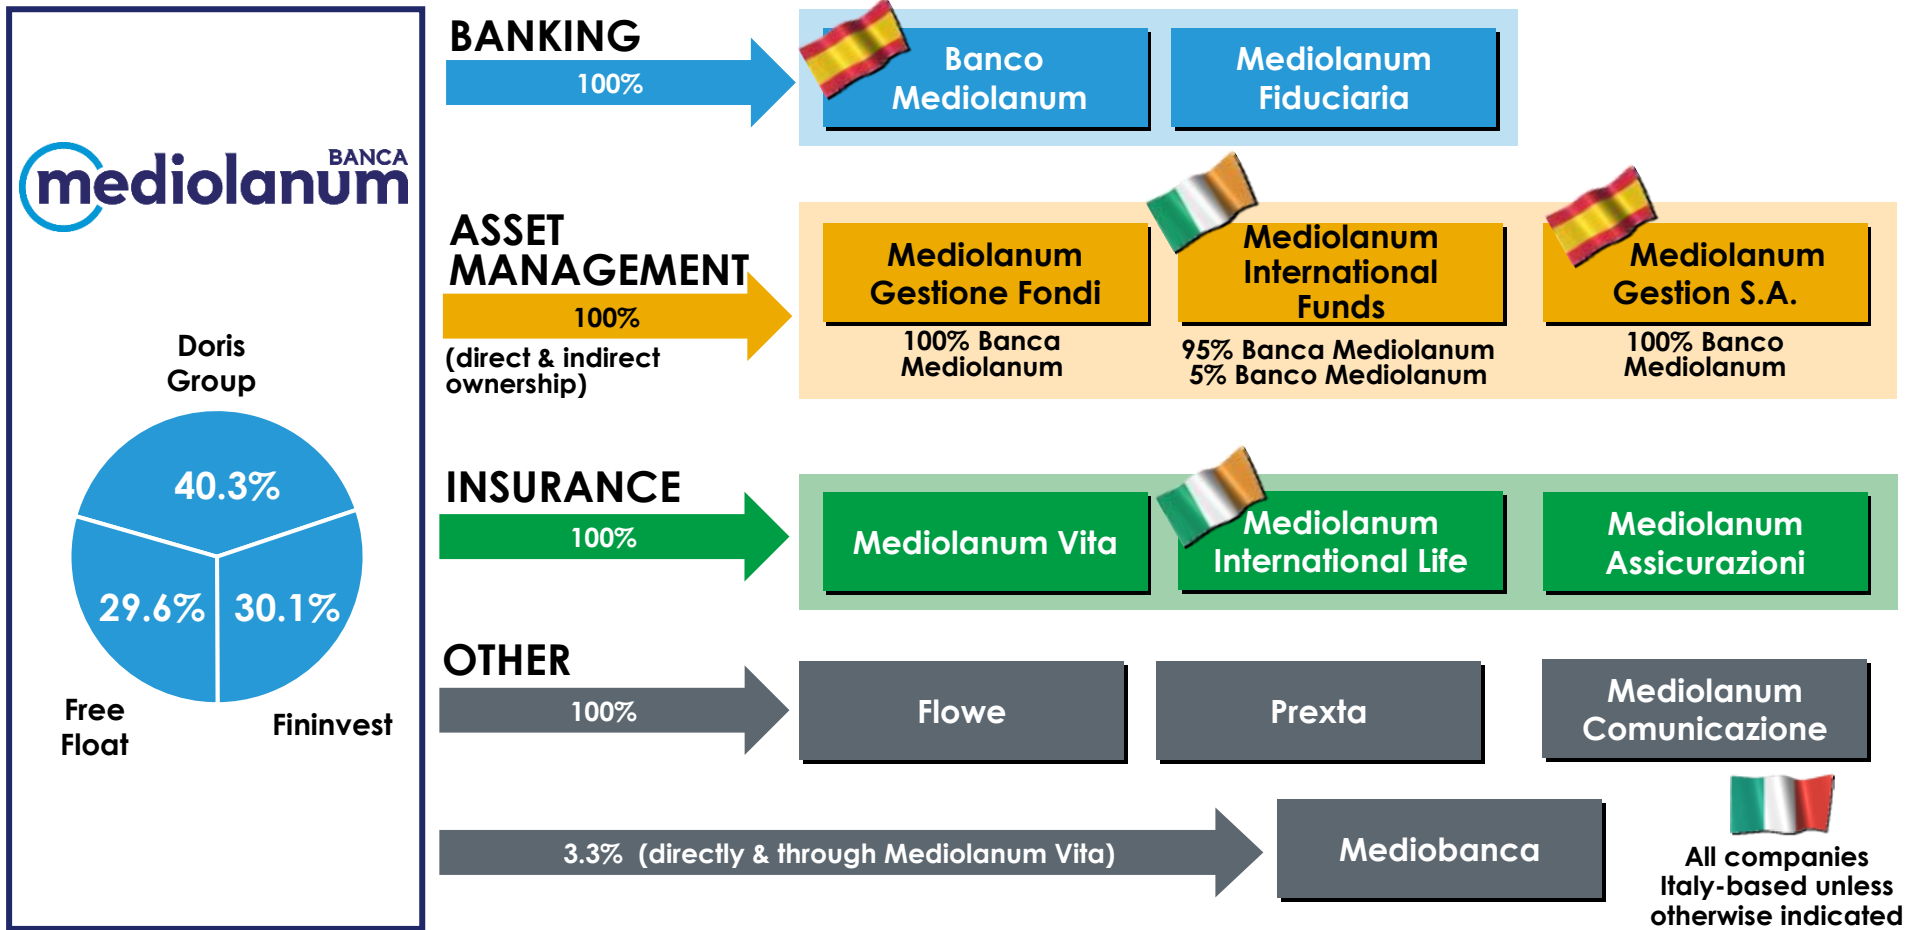 BANCA
mediolanum
Doris
Group
40.3%
29.6%
30.1%
Free
Float
Fininvest
BANKING
100%
Banco
Mediolanum
Mediolanum
Fiduciaria
ASSET
MANAGEMENT
100%
(direct & indirect
ownership)
Mediolanum
Gestione Fondi
100% Banca
Mediolanum
Mediolanum
International
Funds
95% Banca Mediolanum
5% Banco Mediolanum
Mediolanum
Gestion S.A.
100% Banco
Mediolanum
INSURANCE
100%
Mediolanum Vita
Mediolanum
International Life
Mediolanum
Assicurazioni
OTHER
100%
Flowe
Prexta
Mediolanum
Comunicazione
3.3% (directly & through Mediolanum Vita)
Mediobanca
All companies
Italy-based unless
otherwise indicated